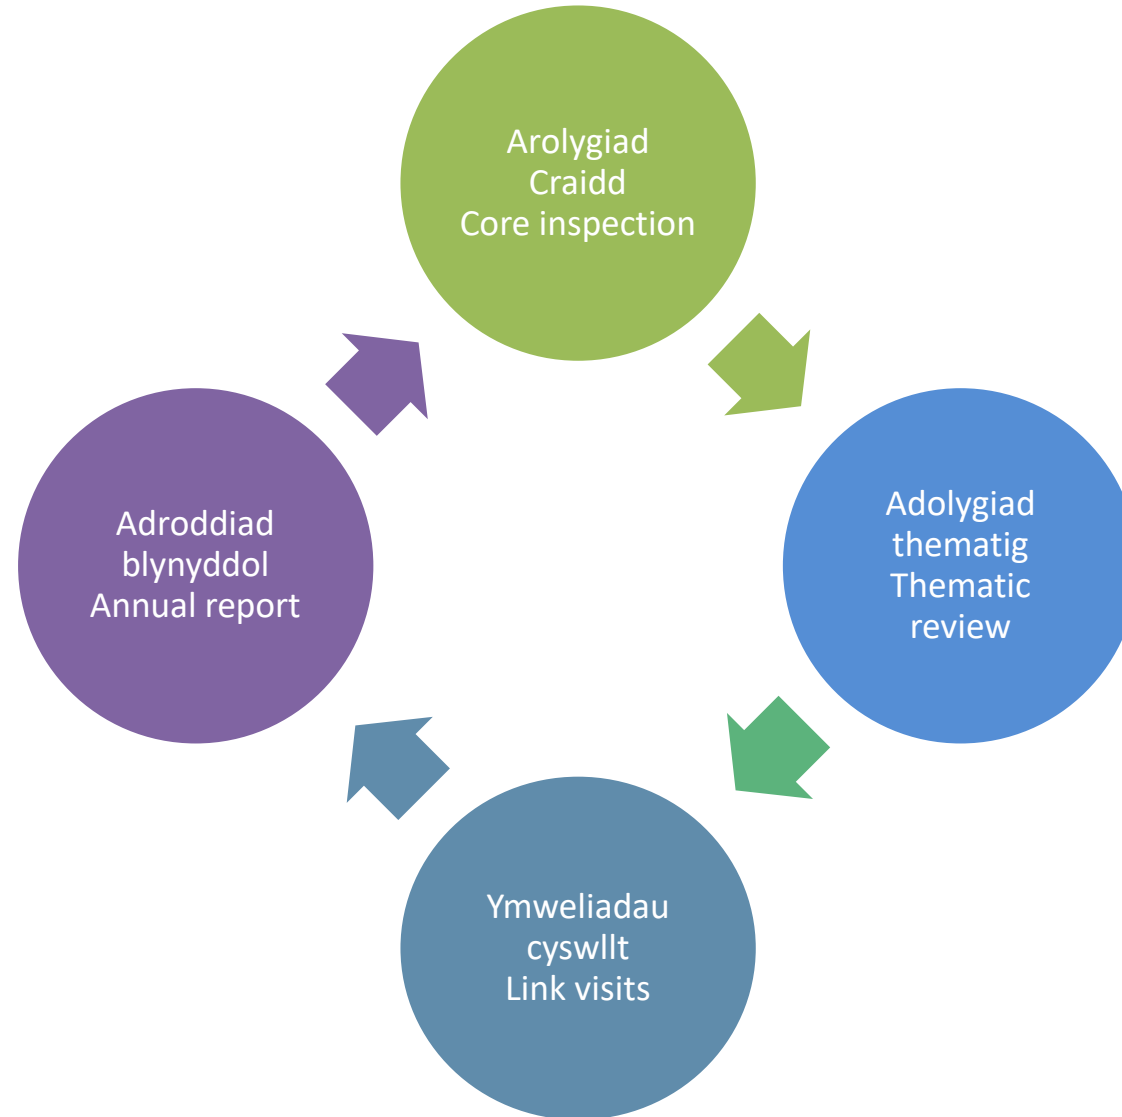 Arolygiad
Craidd
Core inspection
Adolygiad
thematig
Thematic
review
Ymweliadau
cyswllt
Link visits
Adroddiad
blynyddol
Annual report